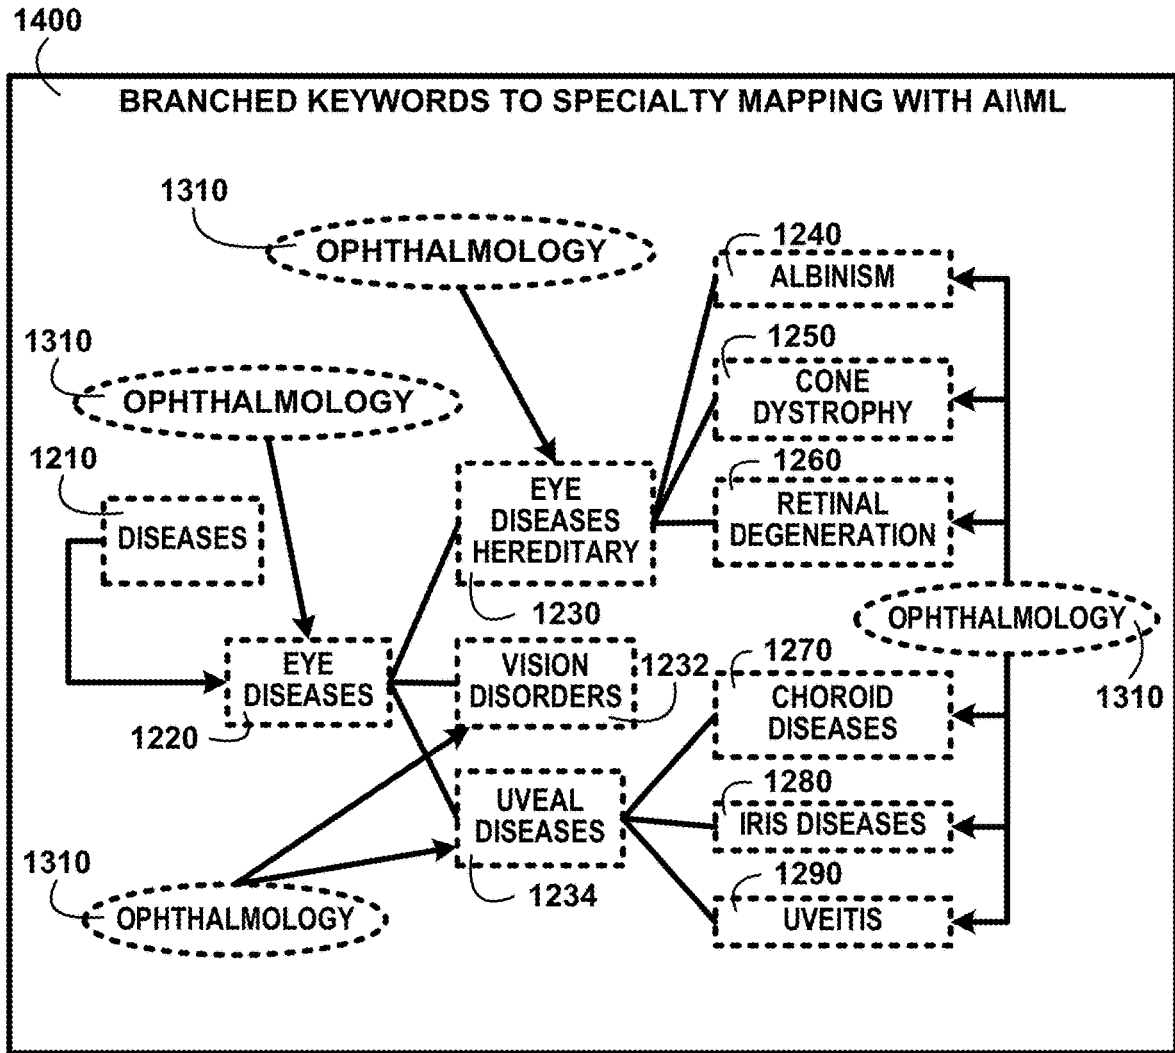 1400
BRANCHED KEYWORDS TO SPECIALTY MAPPING WITH AI\ML
1310
OPHTHALMOLOGY
1240
ALBINISM
1310
OPHTHALMOLOGY
1250
CONE
DYSTROPHY
1210
DISEASES
EYE
DISEASES
HEREDITARY
1230
1260
RETINAL
DEGENERATION
OPHTHALMOLOGY
1310
EYE
DISEASES
1220
VISION
DISORDERS
1232
1270
CHOROID
DISEASES
UVEAL
DISEASES
1234
1280
IRIS DISEASES
1310
OPHTHALMOLOGY
1290
UVEITIS